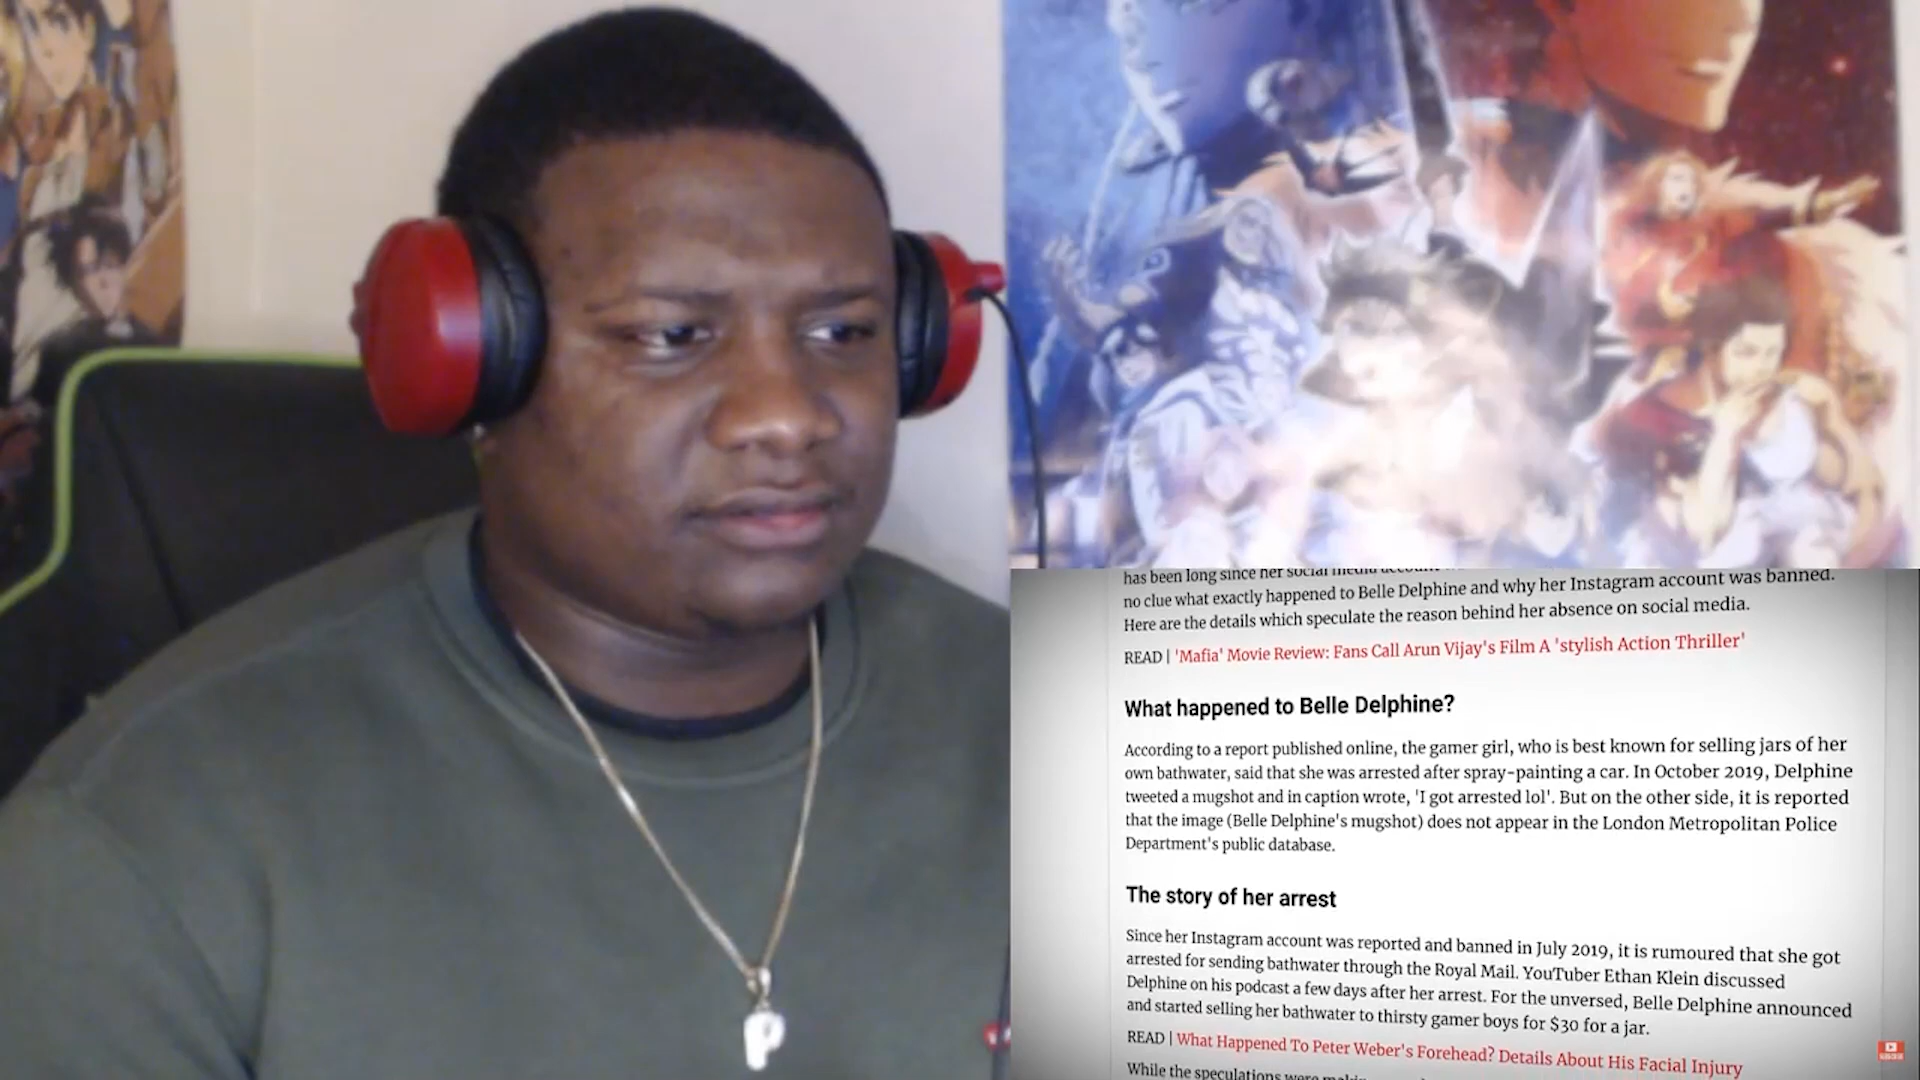 has been long since her social media account
no clue what exactly happened to Belle Delphine and why her Instagram account was banned.
Here are the details which speculate the reason behind her absence on social media.
READ | 'Mafia' Movie Review: Fans Call Arun Vijay's Film A 'stylish Action Thriller'
What happened to Belle Delphine?
According to a report published online, the gamer girl, who is best known for selling jars of her
own bathwater, said that she was arrested after spray-painting a car. In October 2019, Delphine
tweeted a mugshot and in caption wrote, 'I got arrested lol'. But on the other side, it is reported
that the image (Belle Delphine's mugshot) does not appear in the London Metropolitan Police
Department's public database.
The story of her arrest
Since her Instagram account was reported and banned in July 2019, it is rumoured that she got
arrested for sending bathwater through the Royal Mail. YouTuber Ethan Klein discussed
Delphine on his podcast a few days after her arrest. For the unversed, Belle Delphine announced
and started selling her bathwater to thirsty gamer boys for $30 for a jar.
READ | What Happened To Peter Weber's Forehead? Details About His Facial Injury
While the speculations were
P
SUBSCRIBE